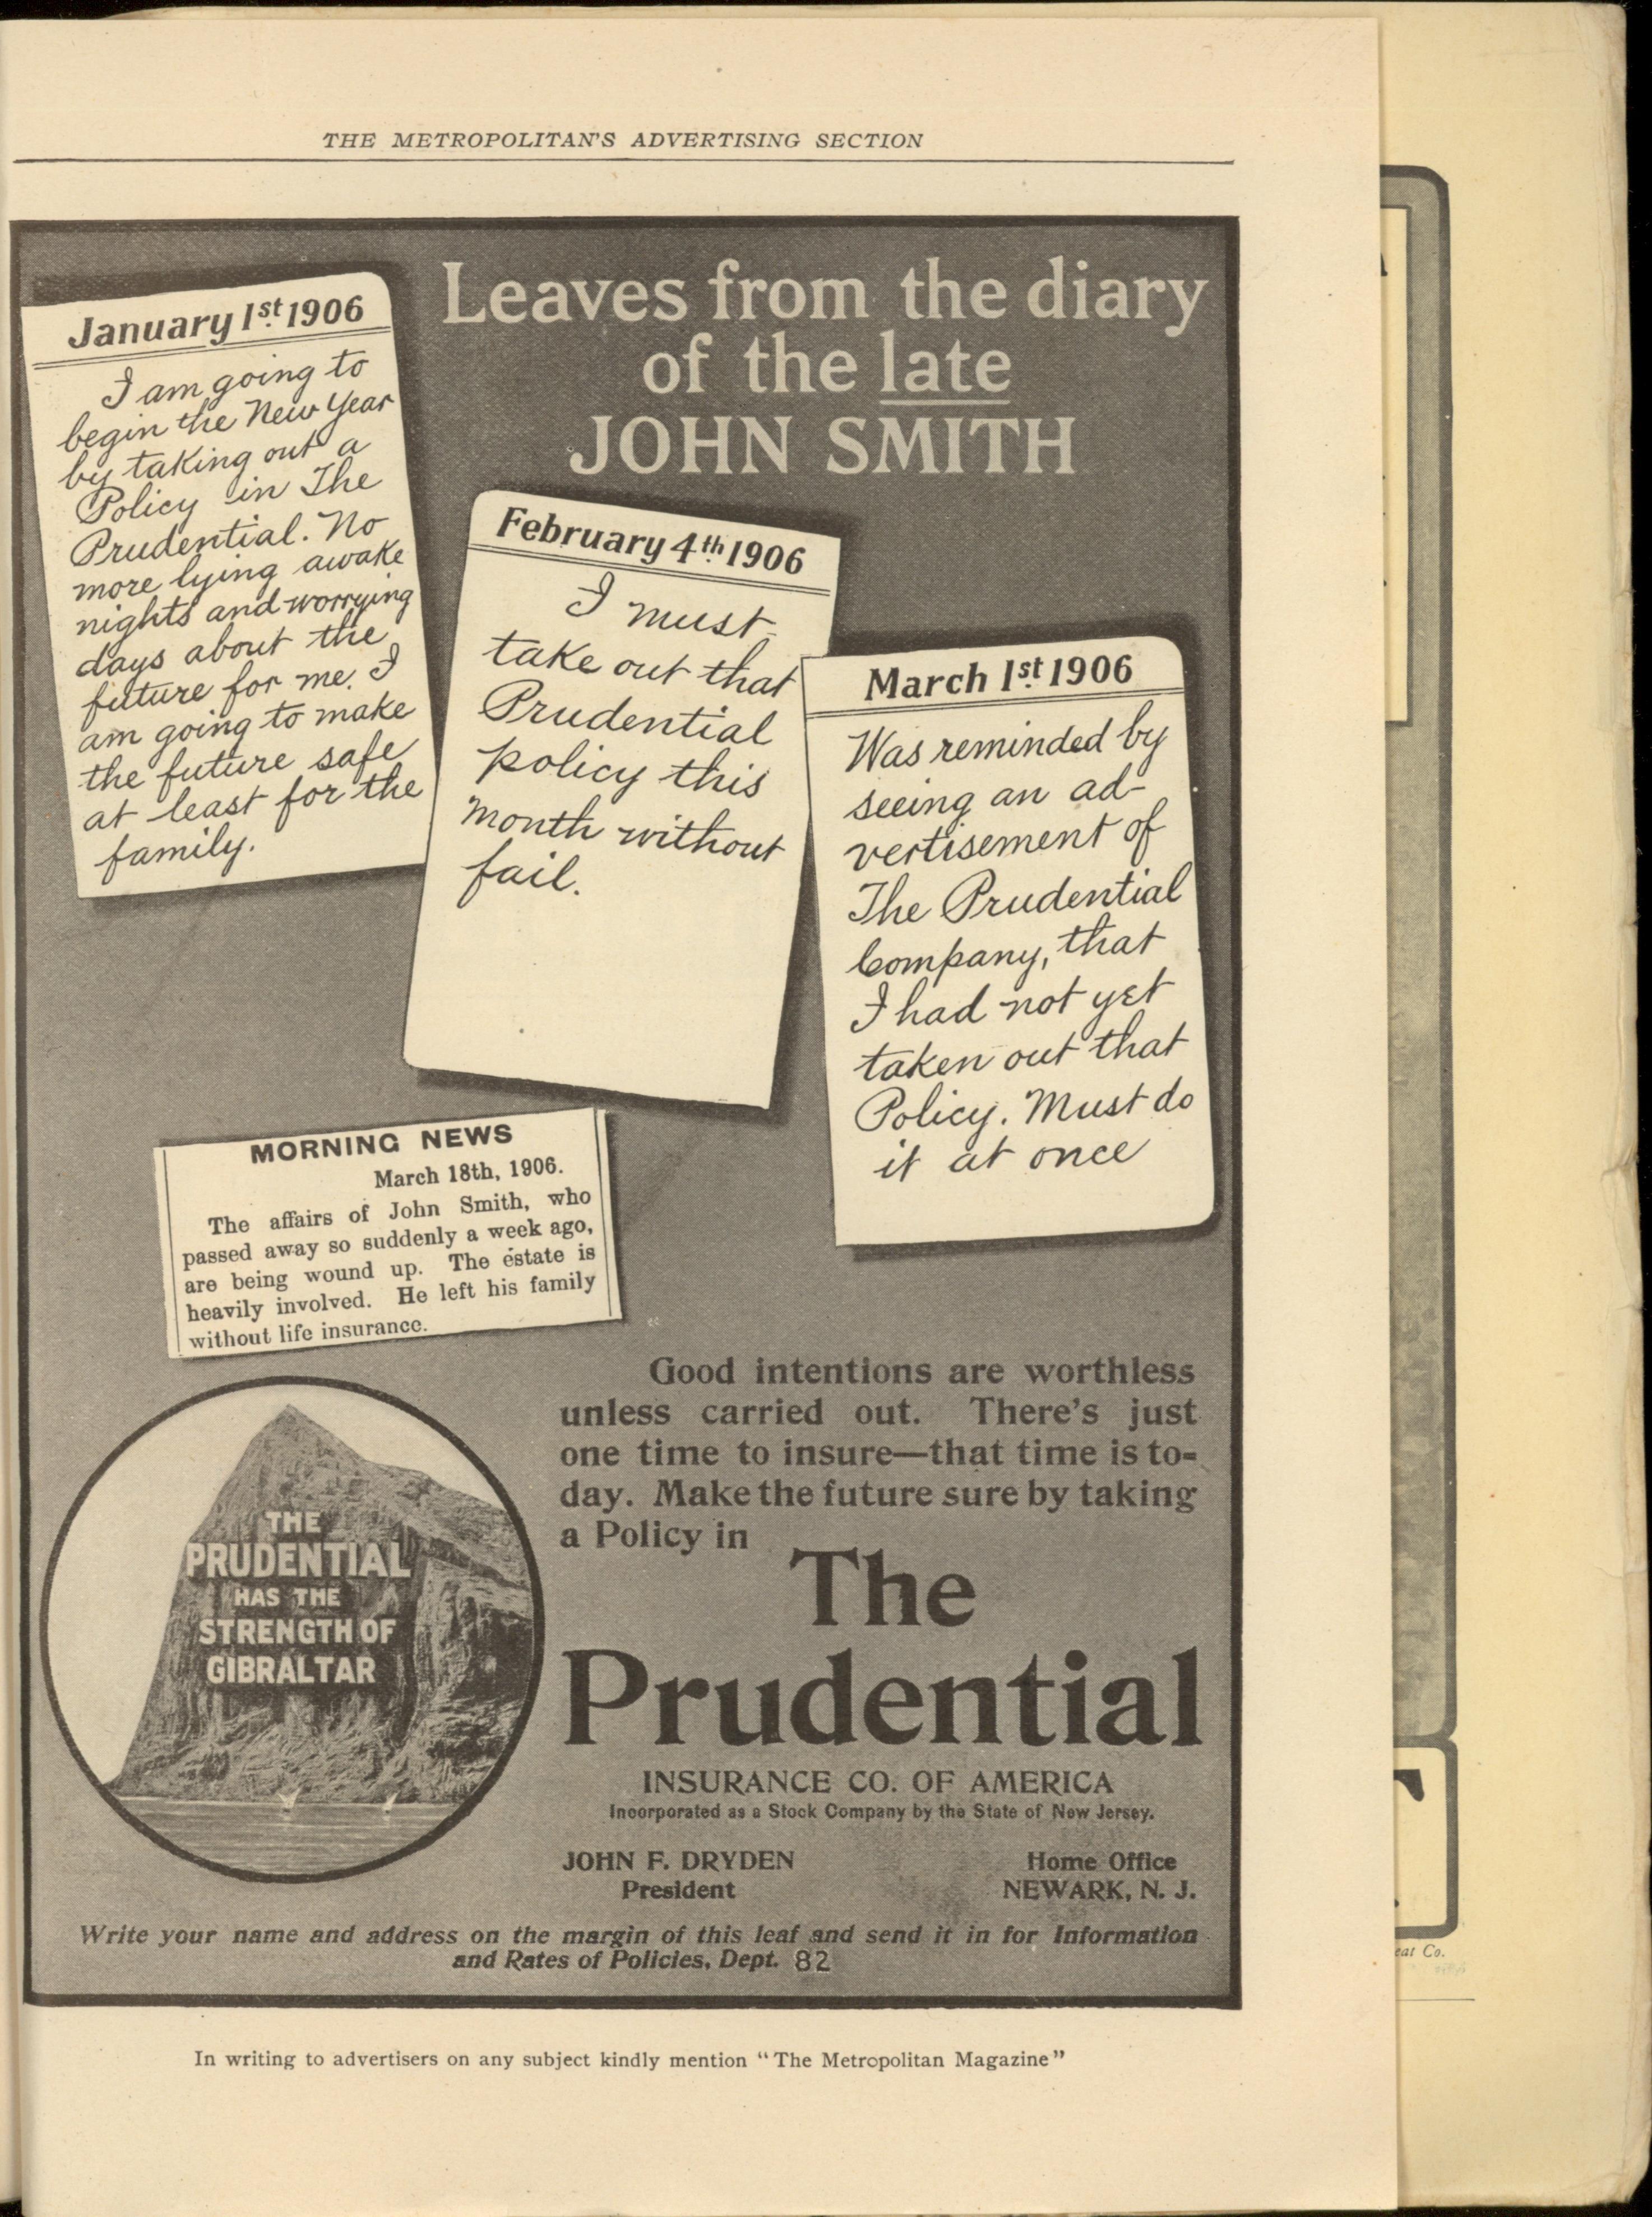 THE METROPOLITAN'S ADVERTISING SECTION
Leaves from the diary
of the late
JOHN SMITH
January 1st 1906
I am going to
begin the New Year
by taking out a
Policy in The
Prudential. No
more lying awake
nights and worrying
days about the
future for me. I
am going to make
the future safe
at least for the
family.
February 4th 1906
I must
take out that
Prudential
policy this
month without
fail.
March 1st 1906
Was reminded by
seeing an ad-
vertisement of
The Prudential
Company, that
I had not yet
taken out that
Policy. Must do
it at once
MORNING NEWS
March 18th, 1906.
The affairs of John Smith, who
passed away so suddenly a week ago,
are being wound up. The estate is
heavily involved. He left his family
without life insurance.
Good intentions are worthless
unless carried out. There's just
one time to insure—that time is to-
day. Make the future sure by taking
a Policy in
THE
PRUDENTIAL
HAS THE
STRENGTH OF
GIBRALTAR
The
Prudential
INSURANCE CO. OF AMERICA
Incorporated as a Stock Company by the State of New Jersey.
JOHN F. DRYDEN
President
Home Office
NEWARK, N. J.
Write your name and address on the margin of this leaf and send it in for Information
and Rates of Policies, Dept. 82
In writing to advertisers on any subject kindly mention "The Metropolitan Magazine"
Co.